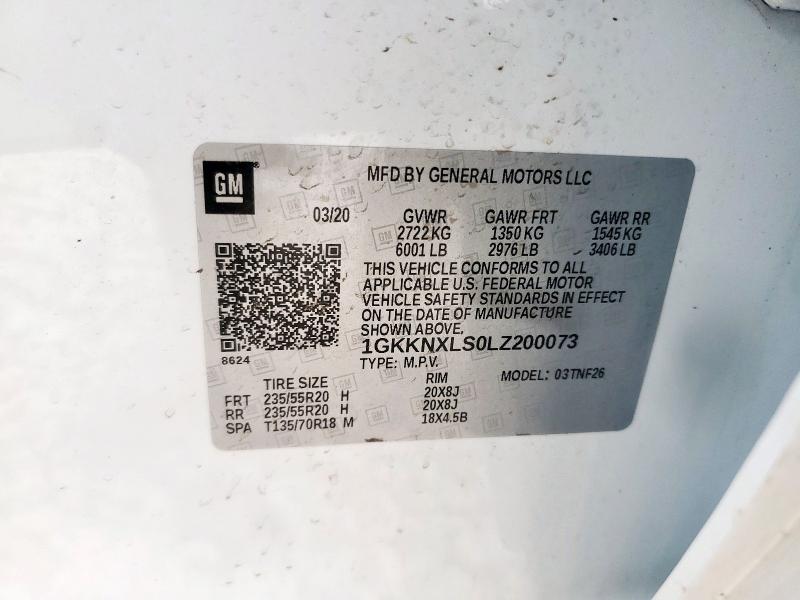 GM
MFD BY GENERAL MOTORS LLC
03/20 GVWR GAWR FRT GAWR RR
2722 KG 1350 KG 1545 KG
6001 LB 2976 LB 3406 LB
THIS VEHICLE CONFORMS TO ALL
APPLICABLE U.S. FEDERAL MOTOR
VEHICLE SAFETY STANDARDS IN EFFECT
ON THE DATE OF MANUFACTURE
SHOWN ABOVE.
8624
1GKKNXLS0LZ200073
TYPE: M.P.V. MODEL: 03TNF26
TIRE SIZE RIM
FRT 235/55R20 H 20X8J
RR 235/55R20 H 20X8J
SPA T135/70R18 M 18X4.5B